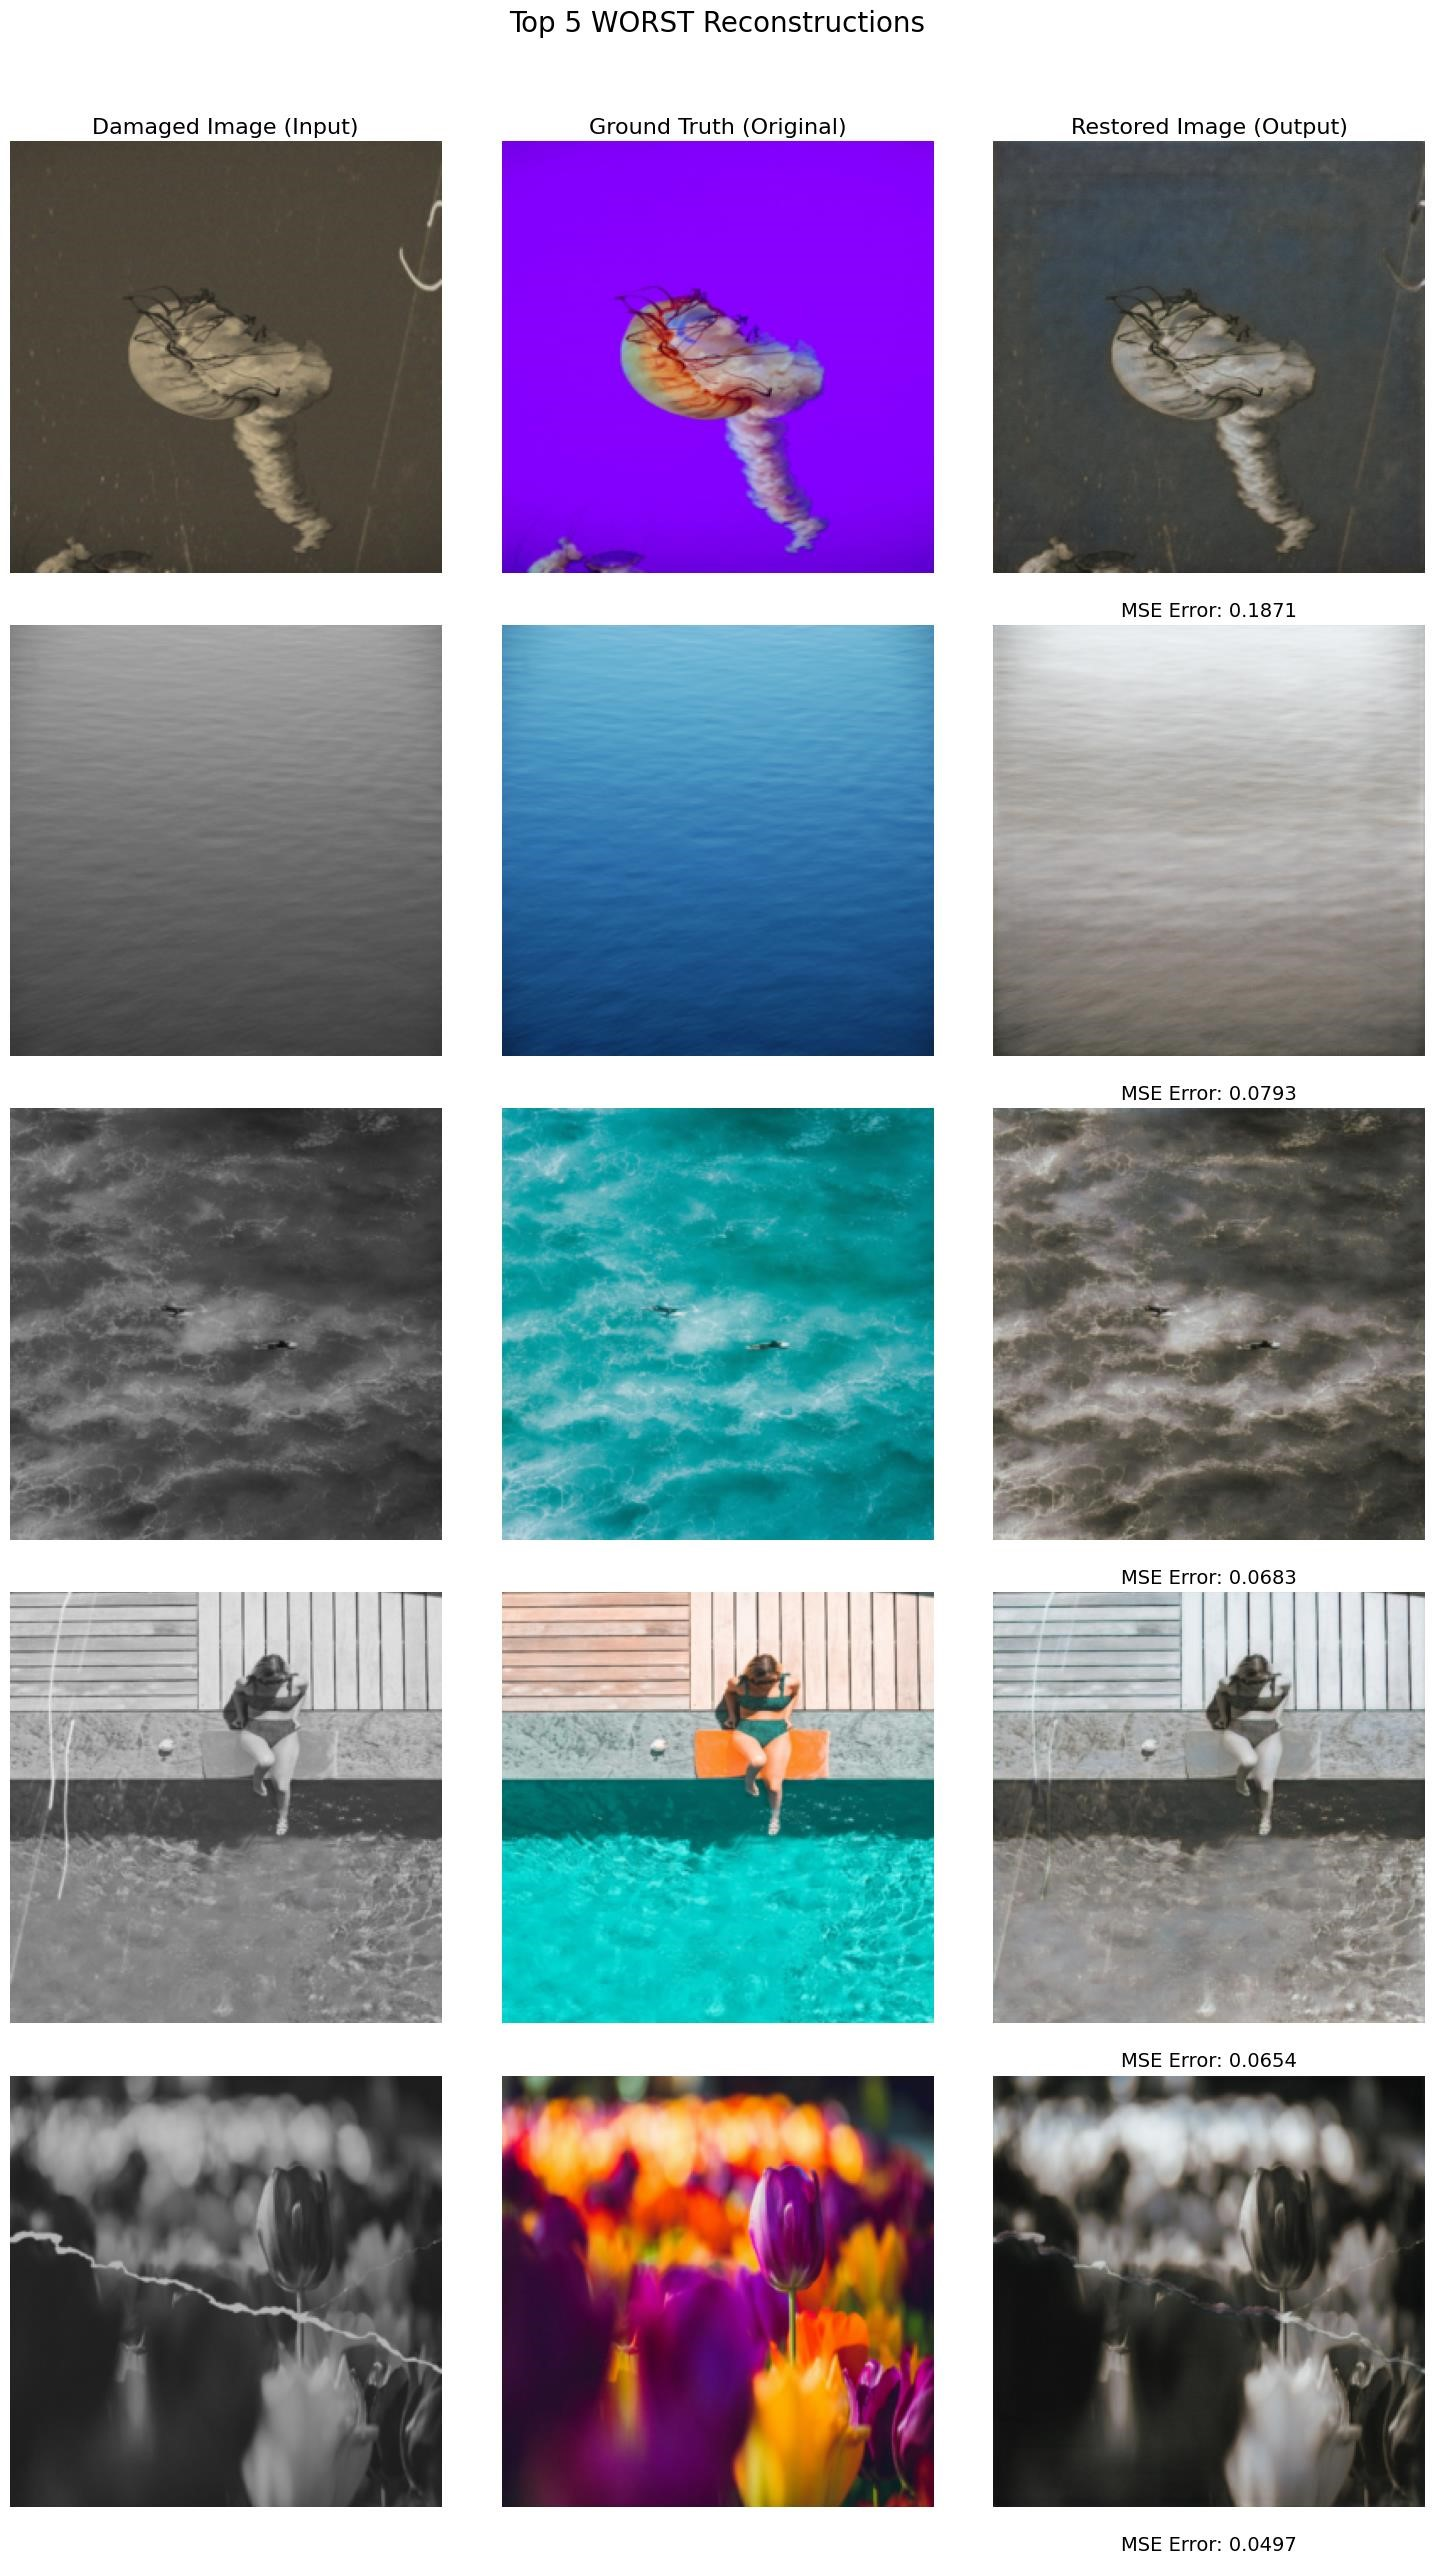 Top 5 WORST Reconstructions
Damaged Image (Input)
Ground Truth (Original)
Restored Image (Output)
MSE Error: 0.1871
MSE Error: 0.0793
MSE Error: 0.0683
MSE Error: 0.0654
MSE Error: 0.0497